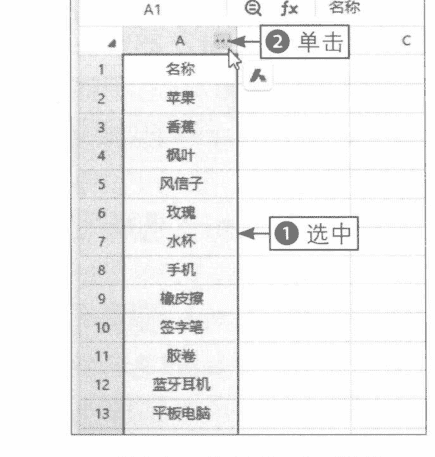 A1 fx 名称
A ••• ❷ 单击 C
1 名称
2 苹果
3 香蕉
4 枫叶
5 风信子
6 玫瑰
7 水杯 ❶ 选中
8 手机
9 橡皮擦
10 签字笔
11 胶卷
12 蓝牙耳机
13 平板电脑